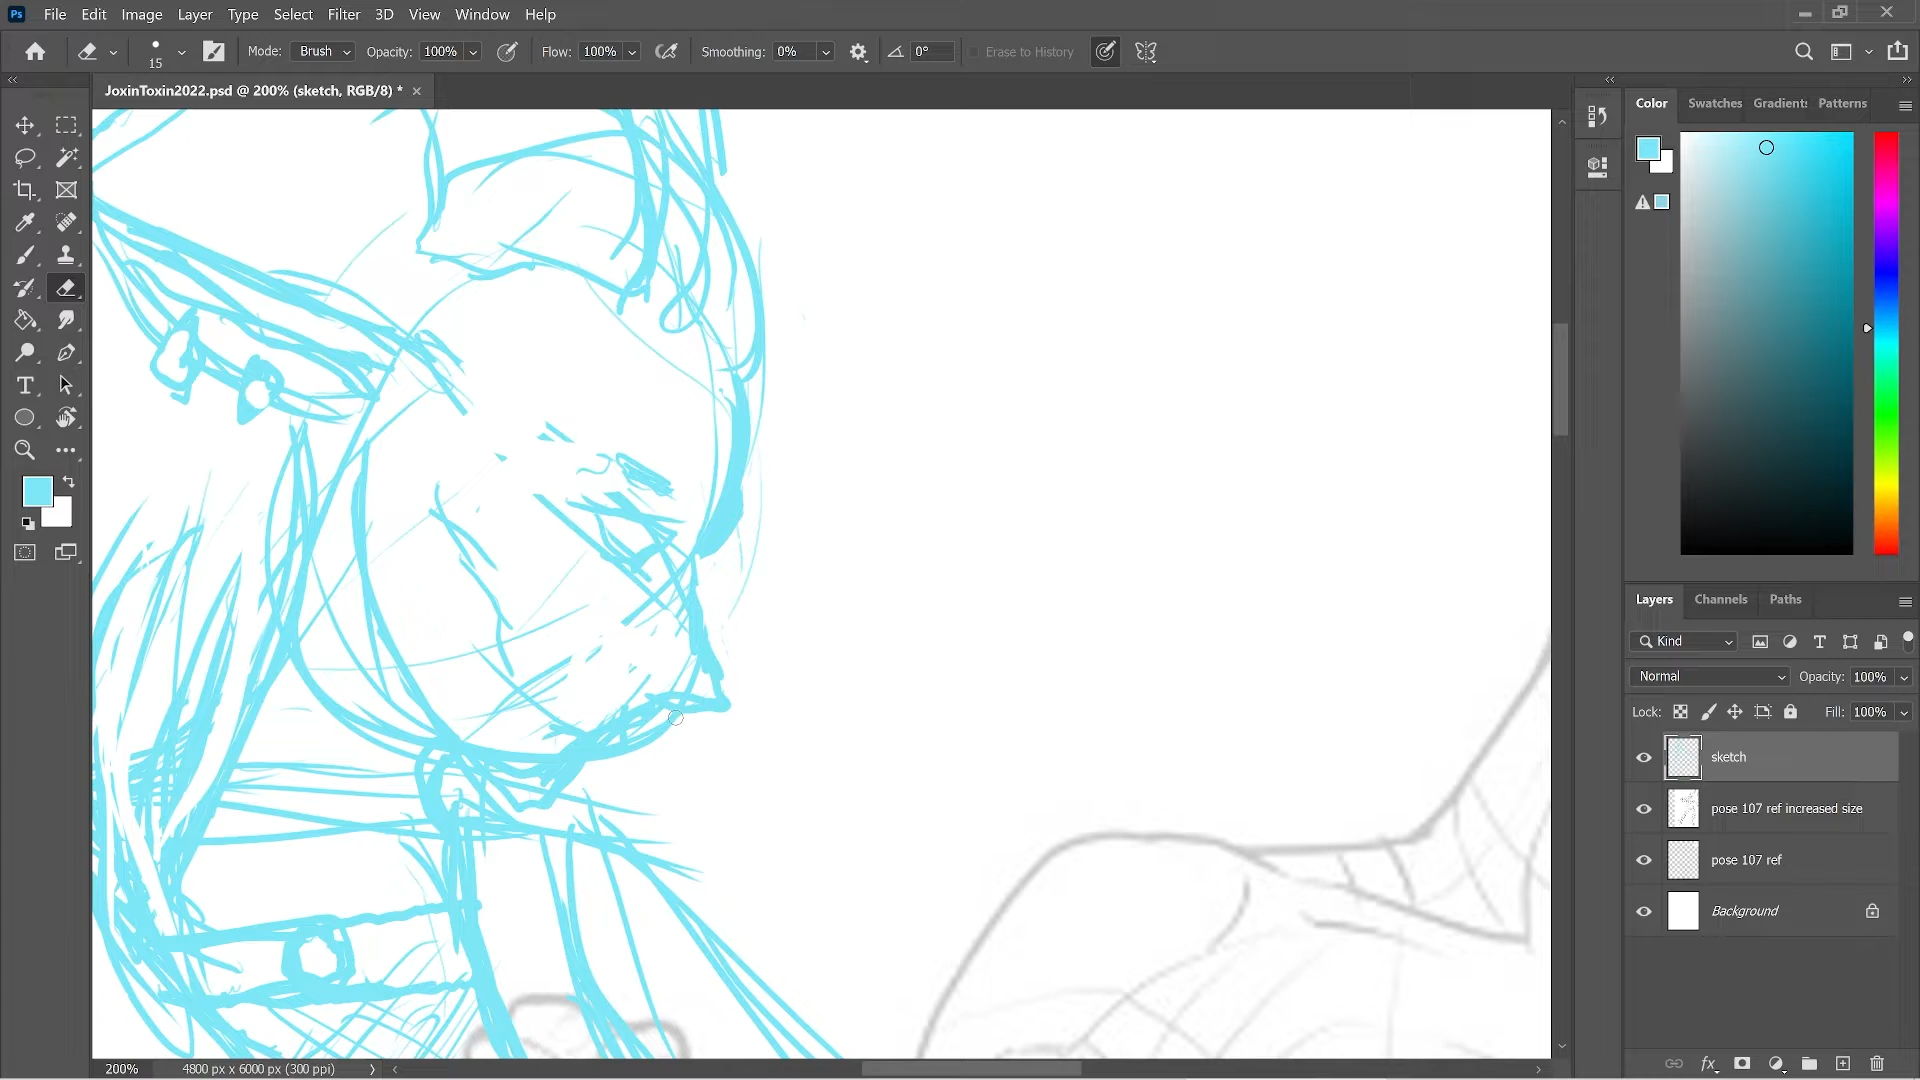 Ps File Edit Image Layer Type Select Filter 3D View Window Help
15 Mode: Brush Opacity: 100% Flow: 100% Smoothing: 0% 0° Erase to History
JoxinToxin2022.psd @ 200% (sketch, RGB/8) *
Color Swatches Gradients Patterns
Layers Channels Paths
Kind
Normal Opacity: 100%
Lock: Fill: 100%
sketch
pose 107 ref increased size
pose 107 ref
Background
200% 4800 px x 6000 px (300 ppi)